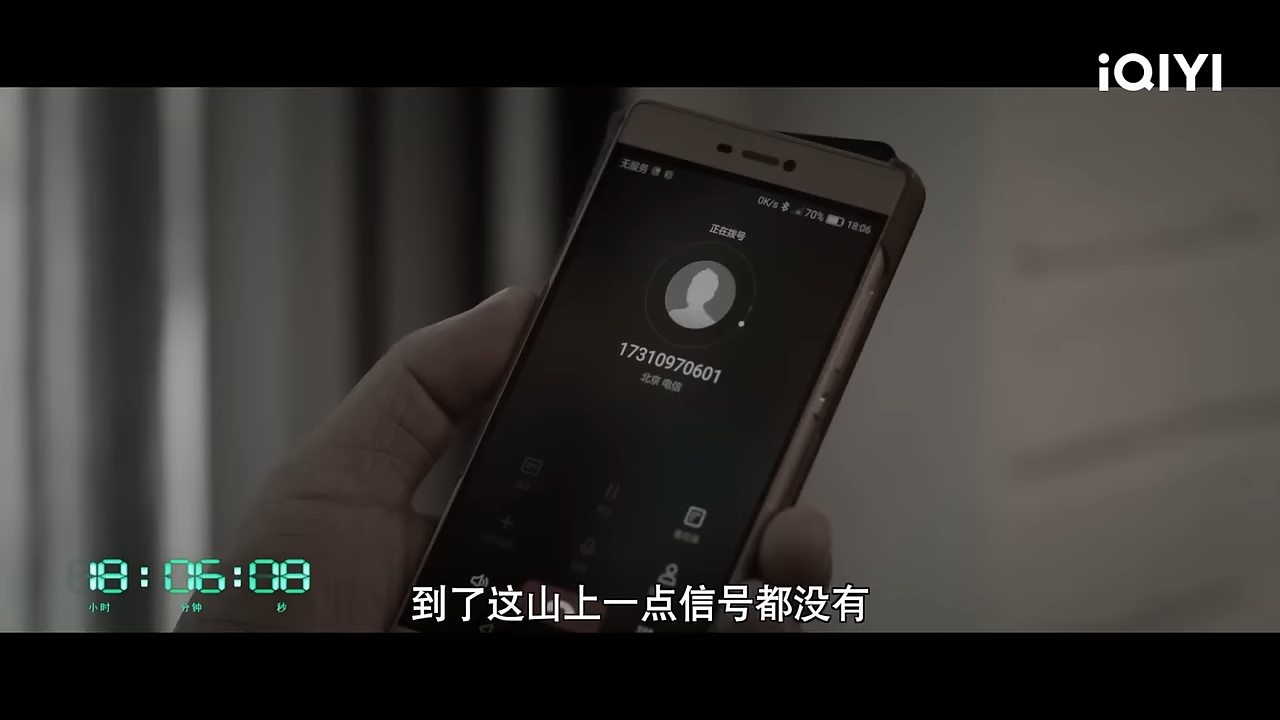 iQIYI
无服务
0K/s 70% 18:06
正在拨号
17310970601
北京 电信
18:06:08
小时 分钟 秒
到了这山上一点信号都没有